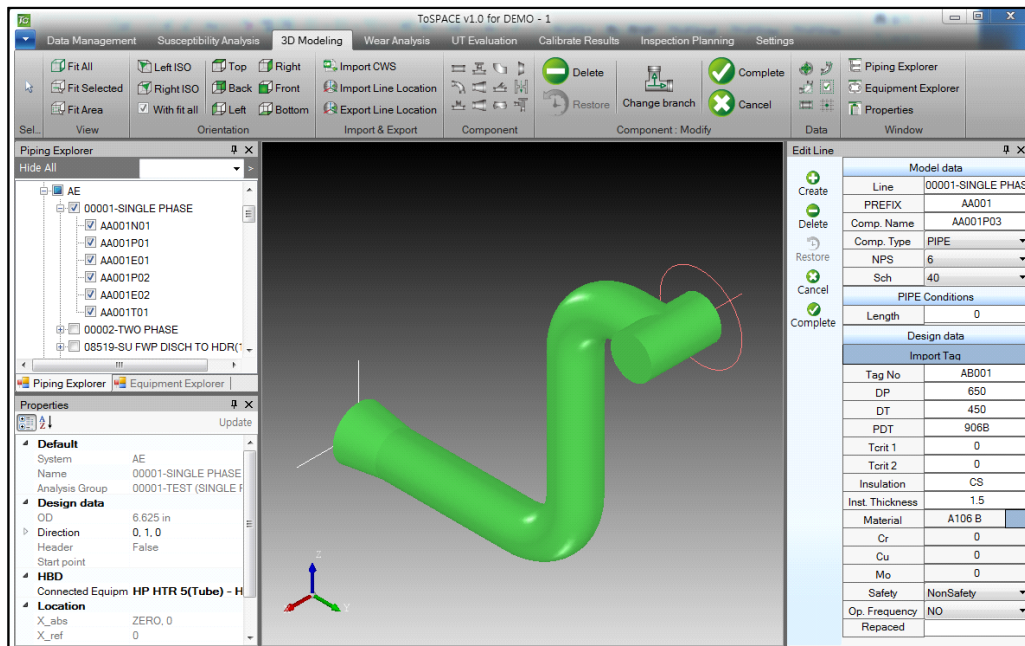 ToSPACE v1.0 for DEMO - 1
Data Management Susceptibility Analysis 3D Modeling Wear Analysis UT Evaluation Calibrate Results Inspection Planning Settings
Fit All
Fit Selected
Fit Area
Left ISO
Right ISO
With fit all
Top
Back
Left
Right
Front
Bottom
Import CWS
Import Line Location
Export Line Location
Delete
Restore
Change branch
Complete
Cancel
Piping Explorer
Equipment Explorer
Properties
Sel... View Orientation Import & Export Component Component : Modify Data Window
Piping Explorer
Hide All
AE
00001-SINGLE PHASE
AA001N01
AA001P01
AA001E01
AA001P02
AA001E02
AA001T01
00002-TWO PHASE
08519-SU FWP DISCH TO HDR(1
Piping Explorer Equipment Explorer
Properties
Update
Default
System AE
Name 00001-SINGLE PHASE
Analysis Group 00001-TEST (SINGLE F
Design data
OD 6.625 in
Direction 0, 1, 0
Header False
Start point
HBD
Connected Equipm HP HTR 5(Tube) - H
Location
X_abs ZERO, 0
X_ref 0
Z
Y
Edit Line
Create
Delete
Restore
Cancel
Complete
Model data
Line 00001-SINGLE PHAS
PREFIX AA001
Comp. Name AA001P03
Comp. Type PIPE
NPS 6
Sch 40
PIPE Conditions
Length 0
Design data
Import Tag
Tag No AB001
DP 650
DT 450
PDT 906B
Tcrit 1 0
Tcrit 2 0
Insulation CS
Inst. Thickness 1.5
Material A106 B
Cr 0
Cu 0
Mo 0
Safety NonSafety
Op. Frequency NO
Repaced